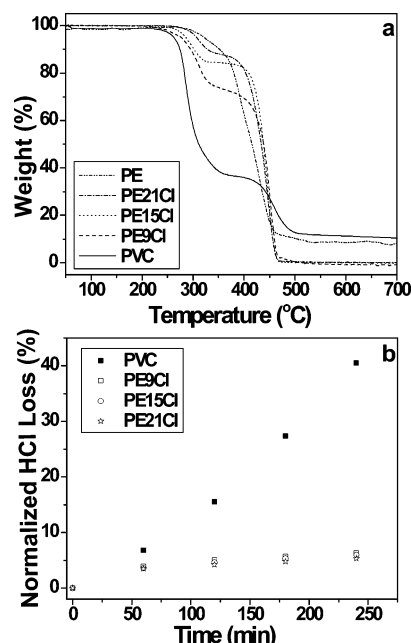 a
100
80
60
40
20
0
Weight (%)
PE
PE21Cl
PE15Cl
PE9Cl
PVC
100 200 300 400 500 600 700
Temperature (°C)
b
40
30
20
10
0
Normalized HCl Loss (%)
PVC
PE9Cl
PE15Cl
PE21Cl
0 50 100 150 200 250
Time (min)